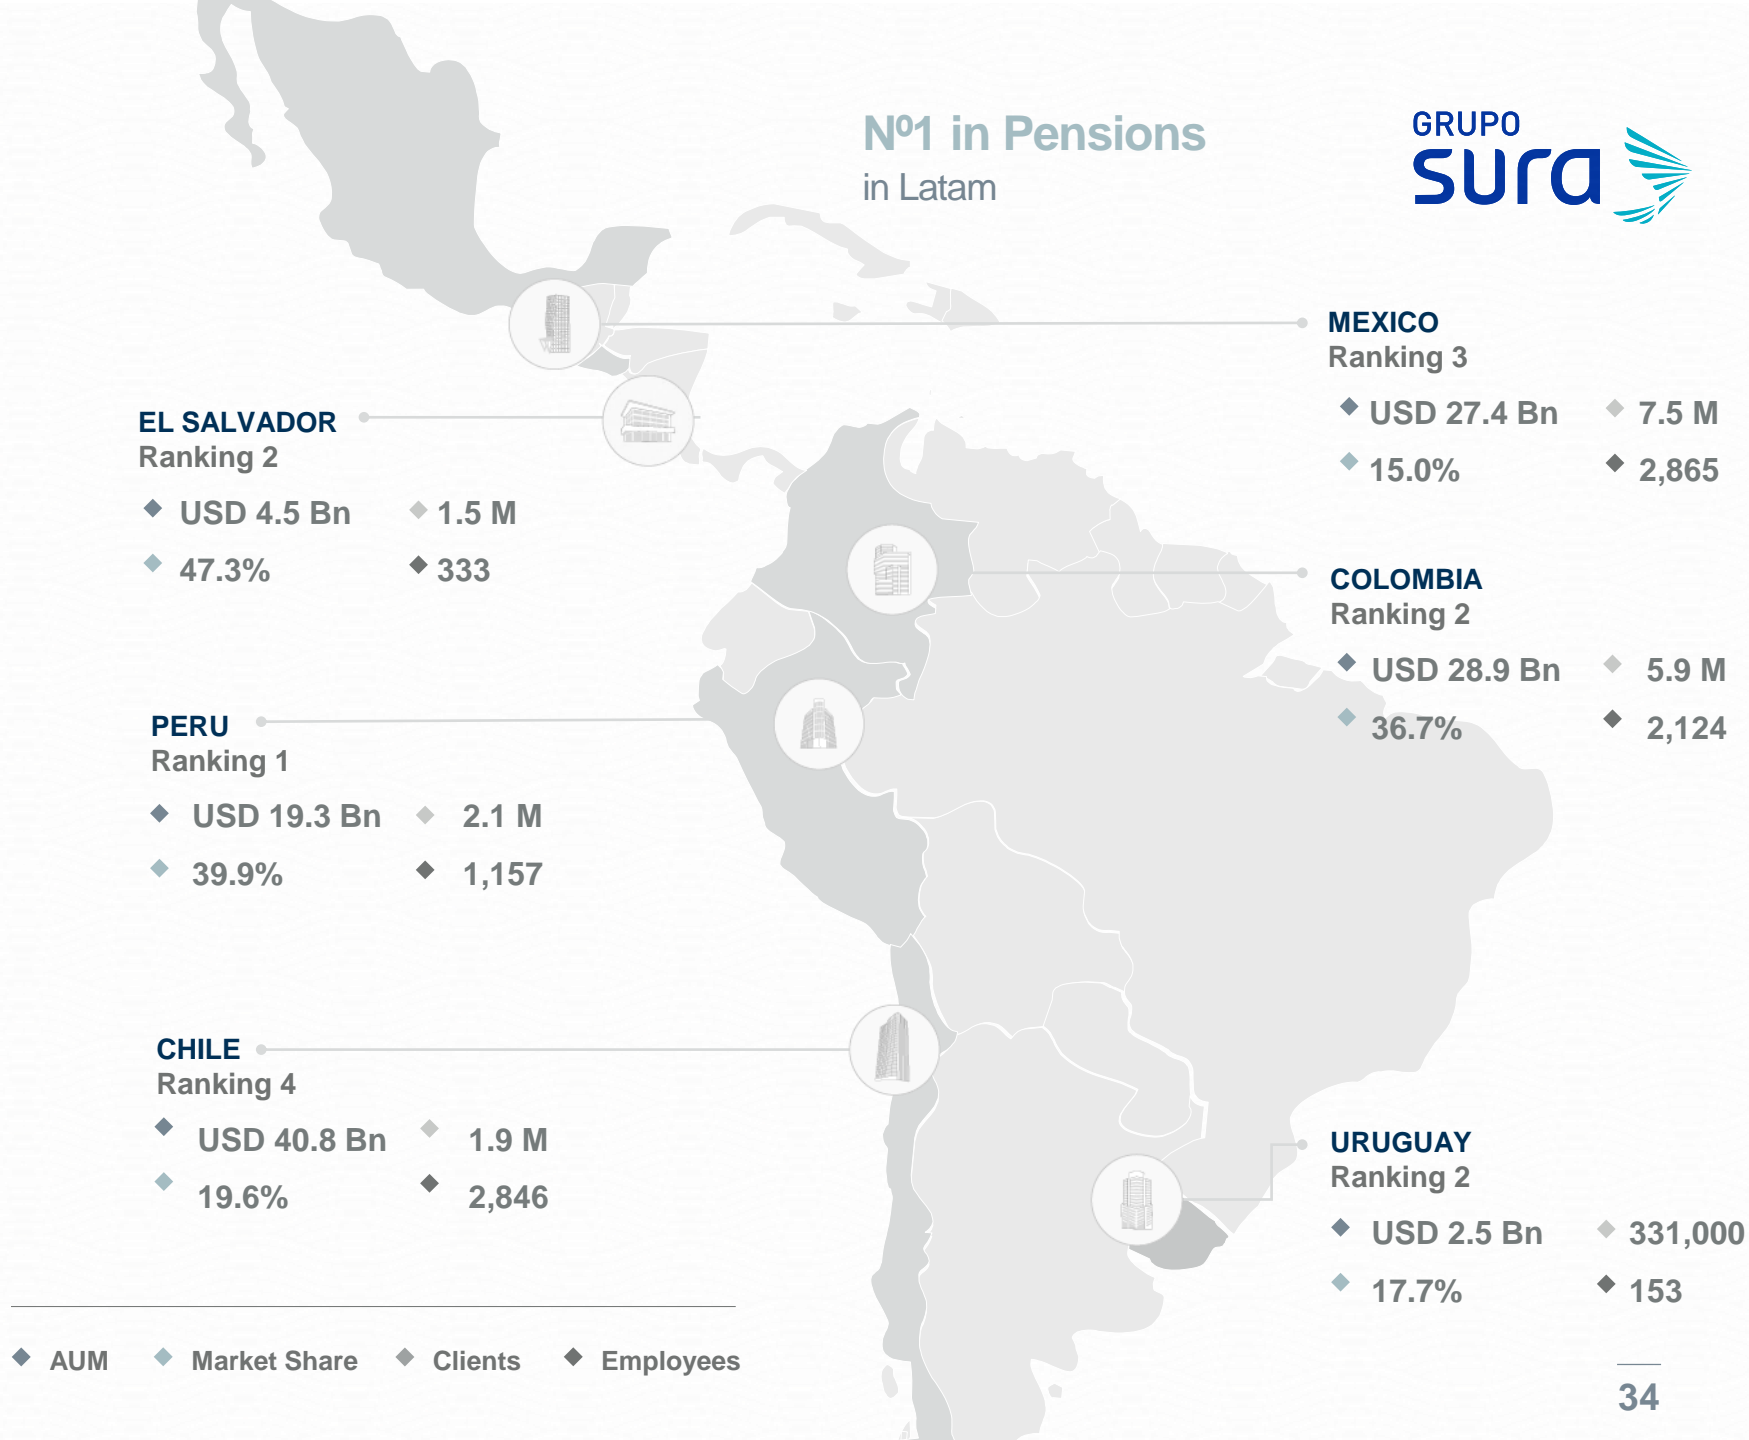 Nº1 in Pensions
in Latam
GRUPO
sura
MEXICO
Ranking 3
USD 27.4 Bn 7.5 M
15.0% 2,865
EL SALVADOR
Ranking 2
USD 4.5 Bn 1.5 M
47.3% 333
COLOMBIA
Ranking 2
USD 28.9 Bn 5.9 M
36.7% 2,124
PERU
Ranking 1
USD 19.3 Bn 2.1 M
39.9% 1,157
CHILE
Ranking 4
USD 40.8 Bn 1.9 M
19.6% 2,846
URUGUAY
Ranking 2
USD 2.5 Bn 331,000
17.7% 153
AUM Market Share Clients Employees
34